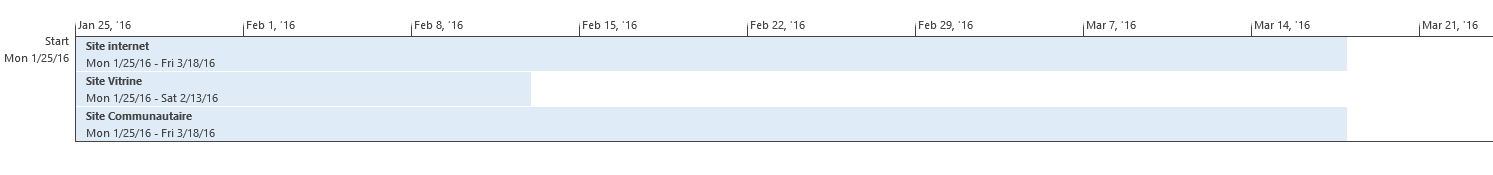 Jan 25, '16 Feb 1, '16 Feb 8, '16 Feb 15, '16 Feb 22, '16 Feb 29, '16 Mar 7, '16 Mar 14, '16 Mar 21, '16
Start
Mon 1/25/16
Site internet
Mon 1/25/16 - Fri 3/18/16
Site Vitrine
Mon 1/25/16 - Sat 2/13/16
Site Communautaire
Mon 1/25/16 - Fri 3/18/16